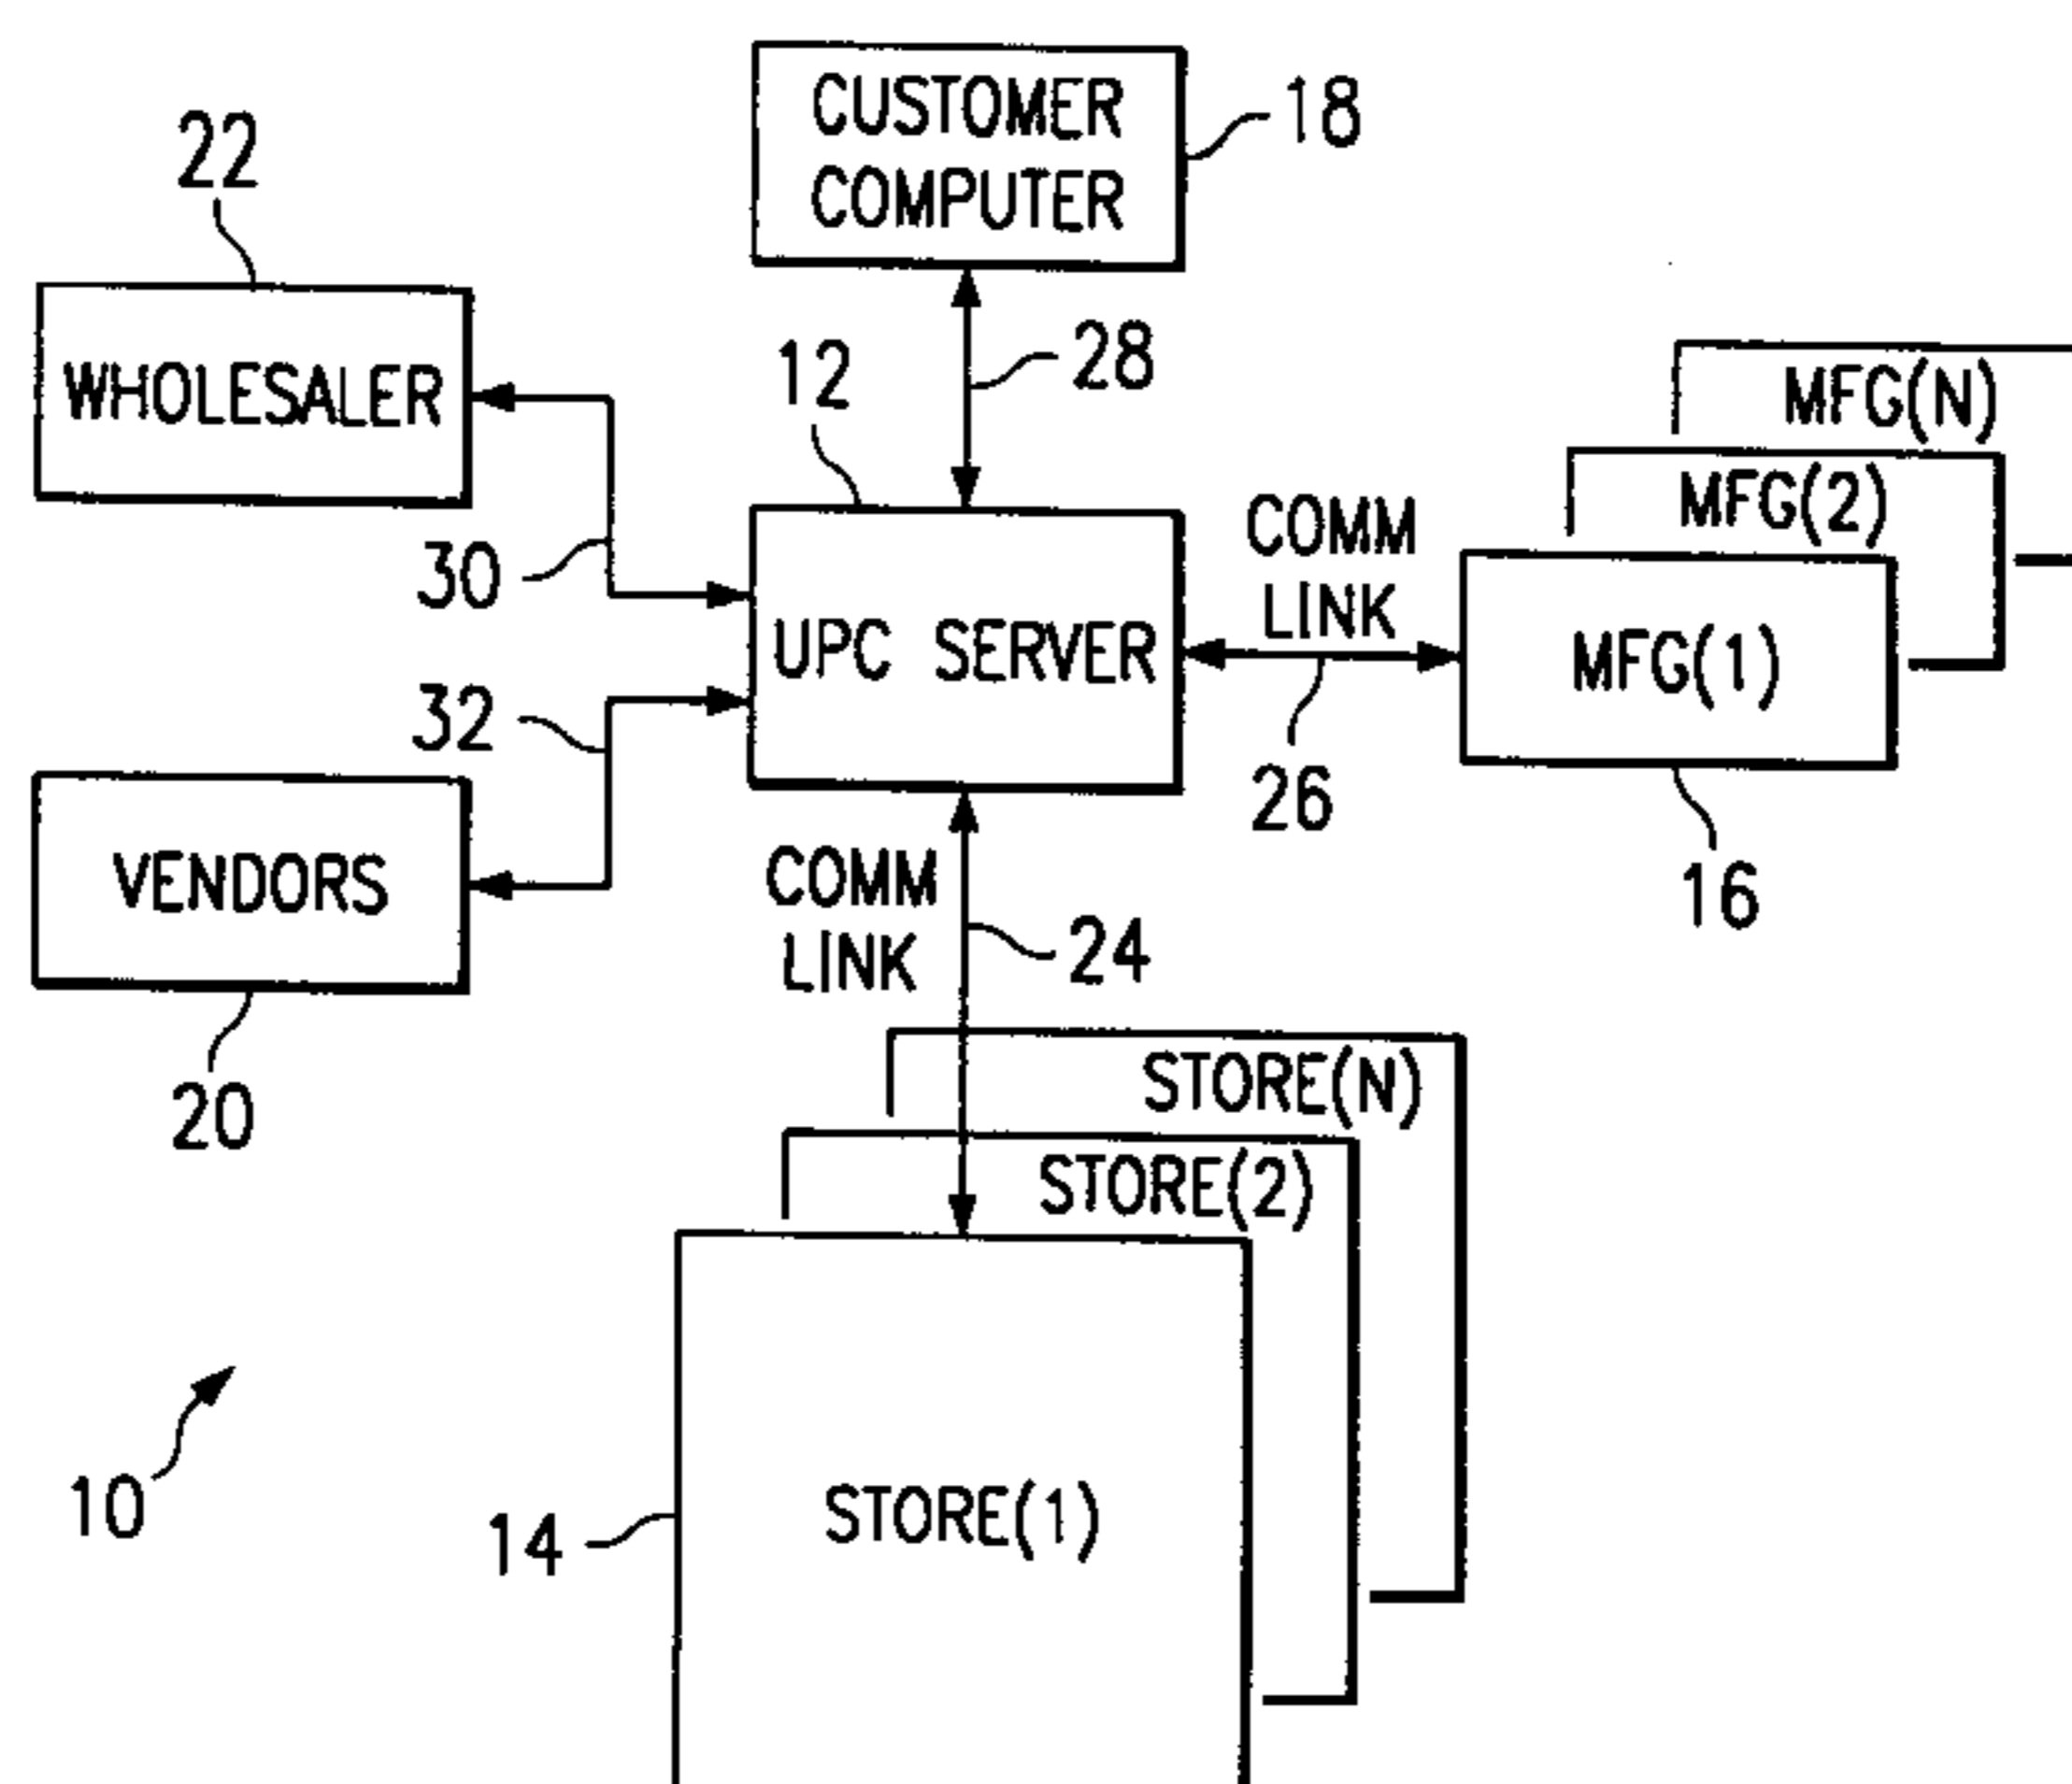 CUSTOMER
COMPUTER
18
22
WHOLESALER
28
12
MFG(N)
MFG(2)
MFG(1)
COMM
LINK
30
UPC SERVER
32
26
16
VENDORS
COMM
LINK
24
20
STORE(N)
STORE(2)
STORE(1)
10
14